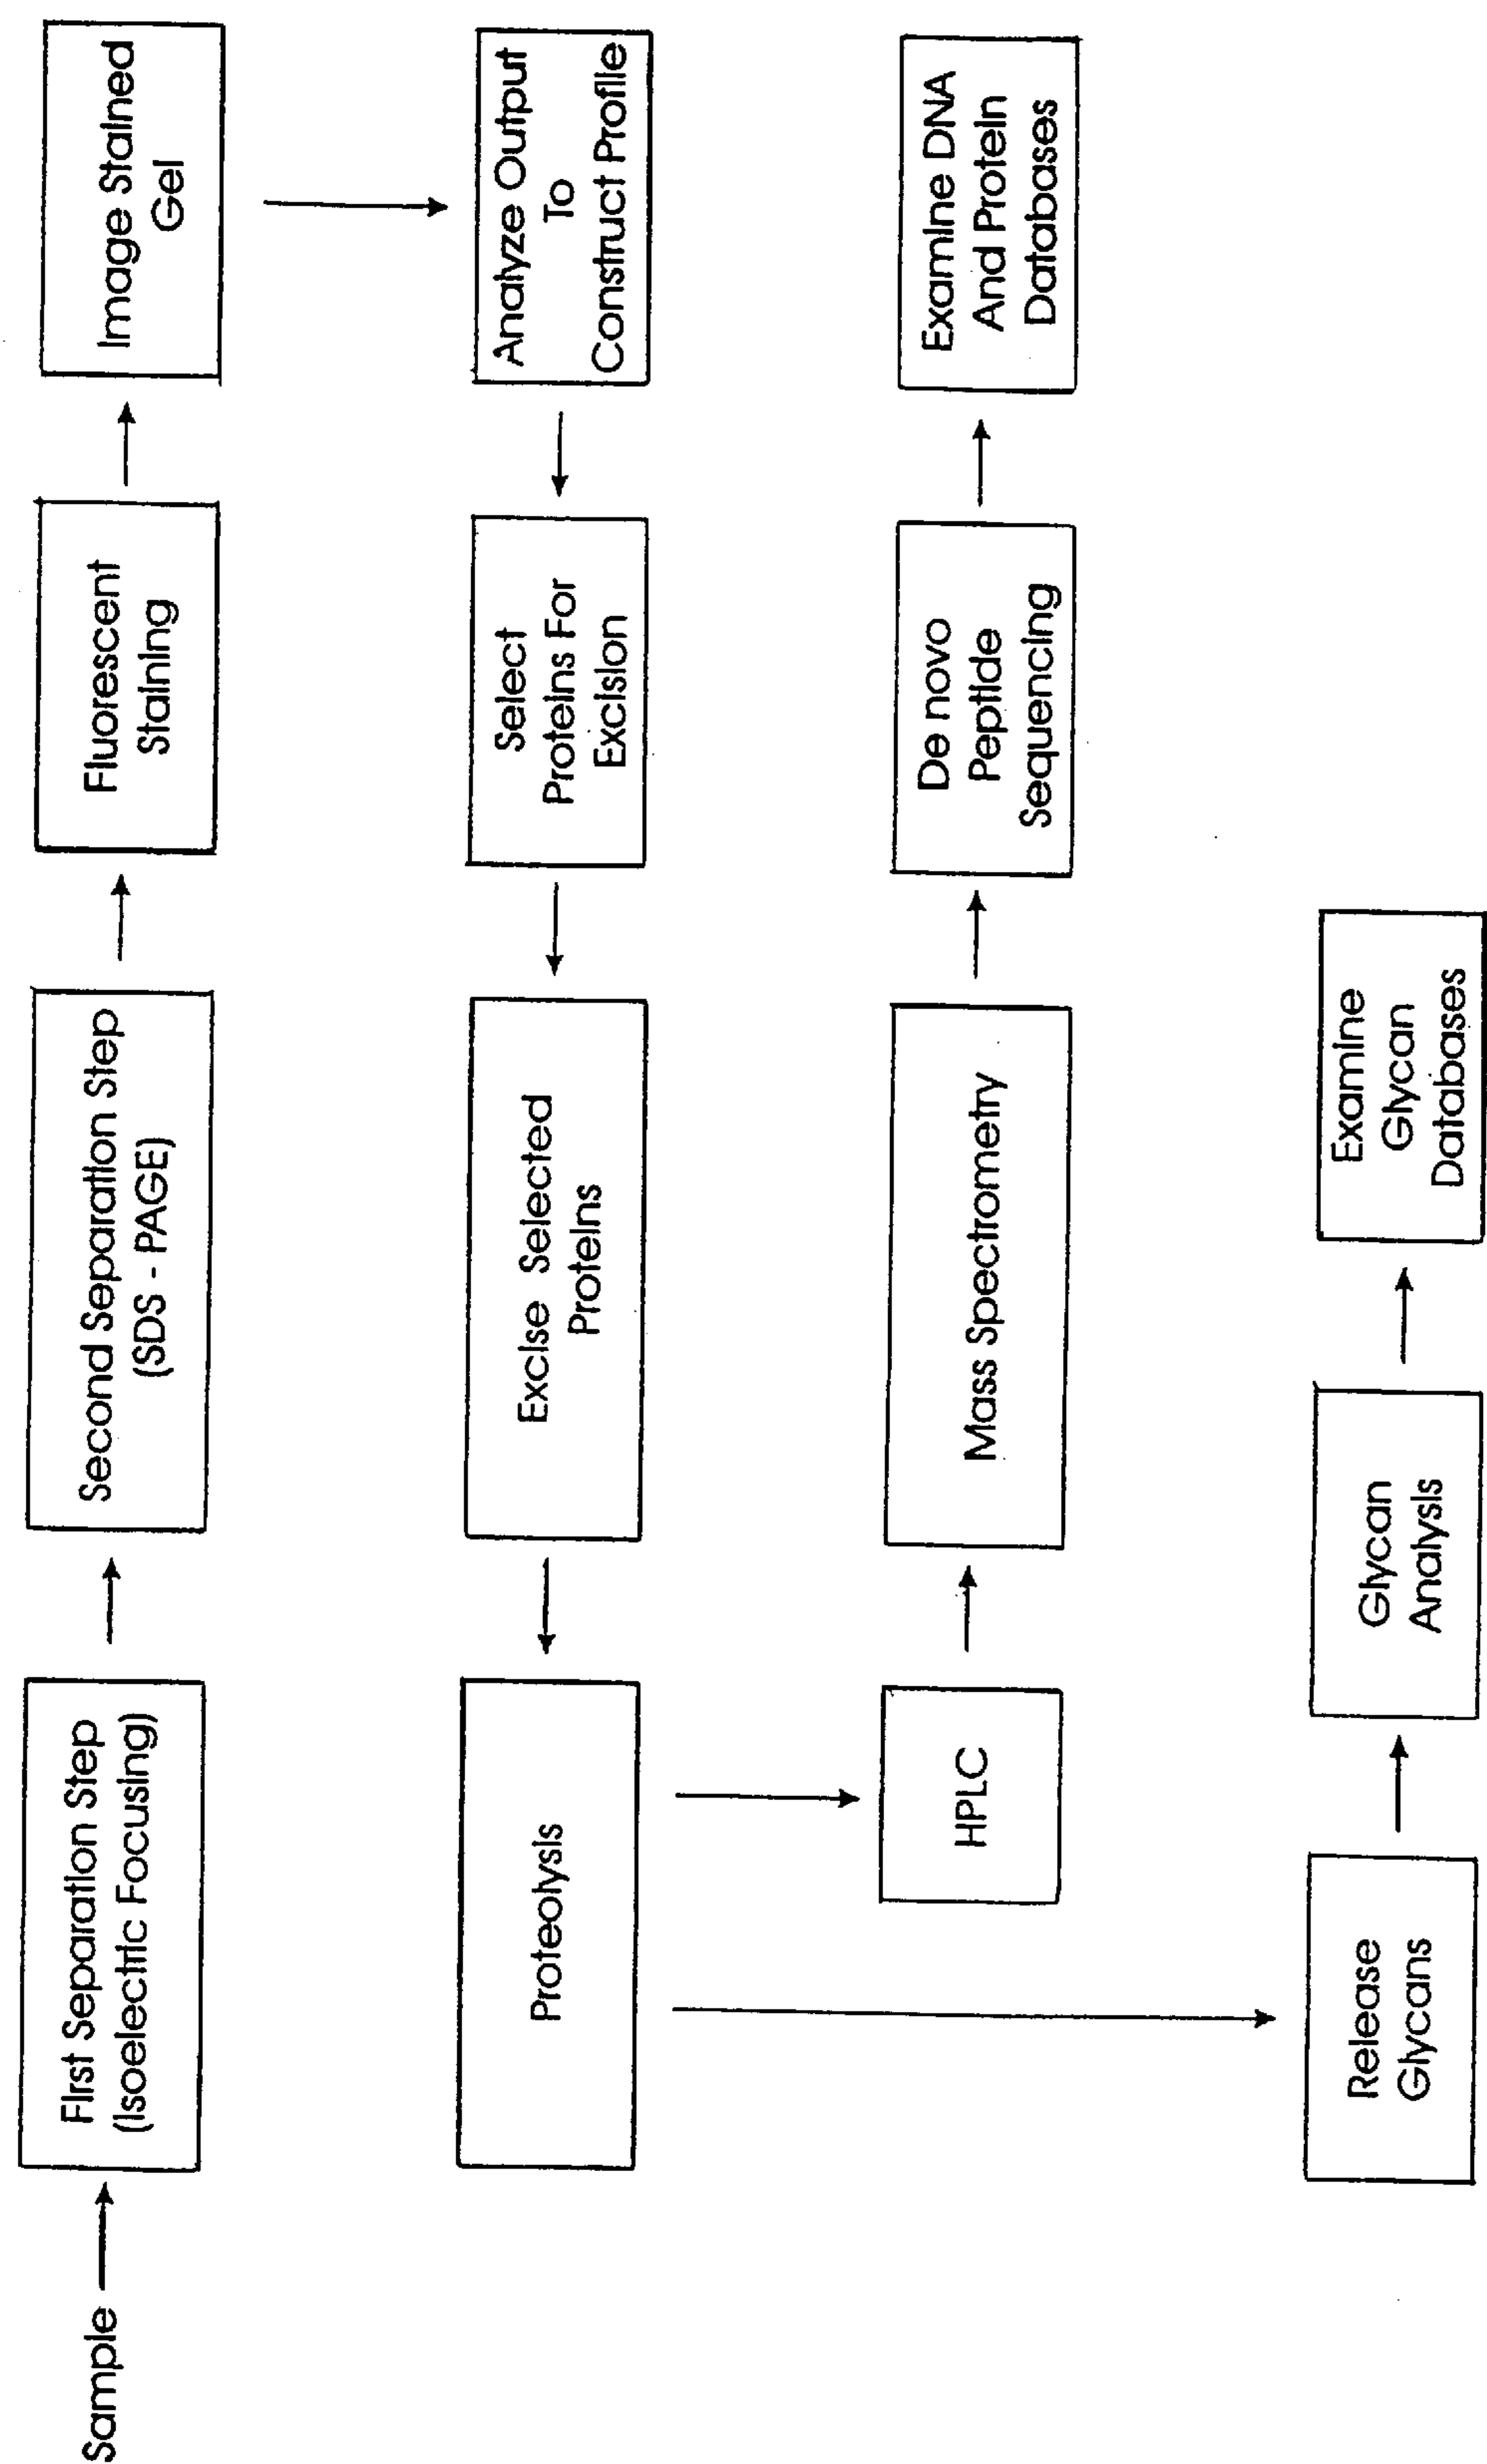 Sample
First Separation Step
(Isoelectric Focusing)
Second Separation Step
(SDS - PAGE)
Fluorescent
Staining
Image Stained
Gel
Analyze Output
To
Construct Profile
Select
Proteins For
Excision
Excise Selected
Proteins
Proteolysis
HPLC
Mass Spectrometry
De novo
Peptide
Sequencing
Examine DNA
And Protein
Databases
Release
Glycans
Glycan
Analysis
Examine
Glycan
Databases